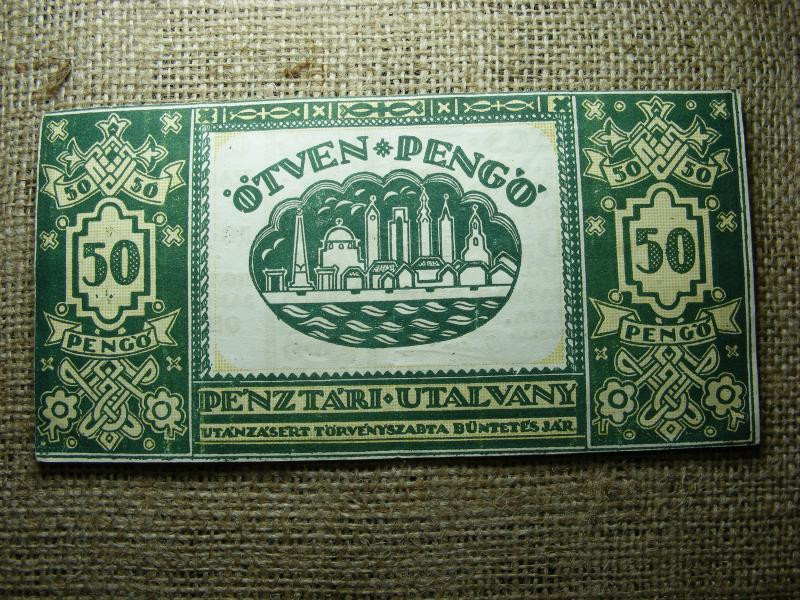 ÖTVEN * PENGŐ
50 50
50
PENGŐ
50 50
50
PENGŐ
PÉNZTÁRI · UTALVÁNY
UTÁNZÁSÉRT TÖRVÉNYSZABTA BÜNTETÉS JÁR